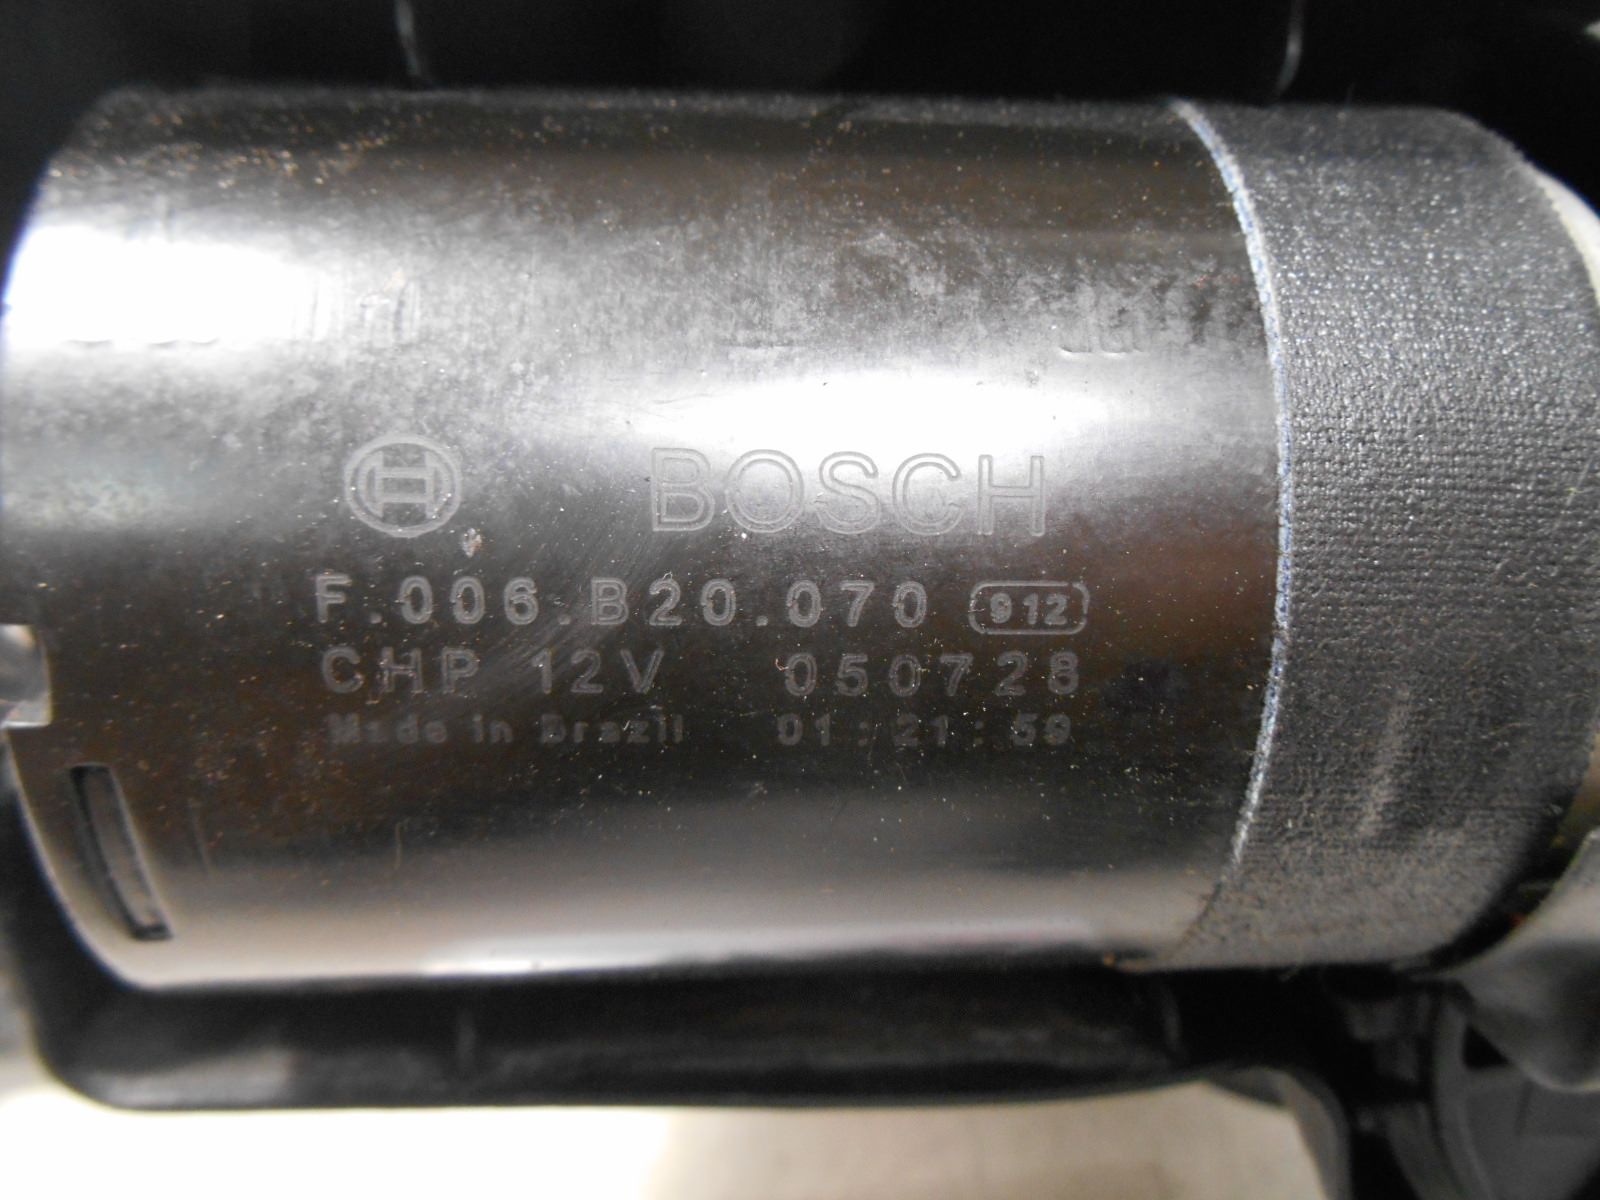 BOSCH
F.006.B20.070 912
CHP 12V 050728
Made in Brazil 01:21:59